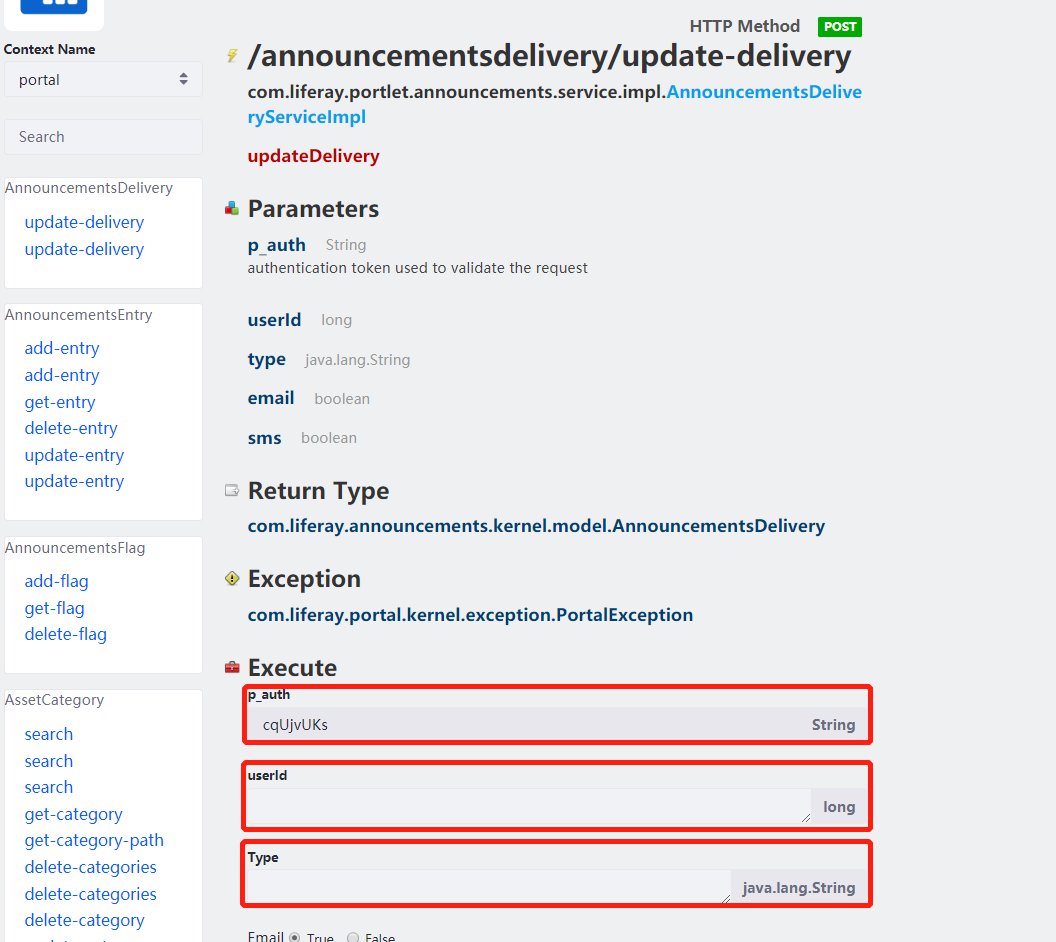 Context Name
portal
Search
AnnouncementsDelivery
update-delivery
update-delivery
AnnouncementsEntry
add-entry
add-entry
get-entry
delete-entry
update-entry
update-entry
AnnouncementsFlag
add-flag
get-flag
delete-flag
AssetCategory
search
search
search
get-category
get-category-path
delete-categories
delete-categories
delete-category
HTTP Method POST
/announcementsdelivery/update-delivery
com.liferay.portlet.announcements.service.impl.AnnouncementsDelive
ryServiceImpl
updateDelivery
Parameters
p_auth String
authentication token used to validate the request
userId long
type java.lang.String
email boolean
sms boolean
Return Type
com.liferay.announcements.kernel.model.AnnouncementsDelivery
Exception
com.liferay.portal.kernel.exception.PortalException
Execute
p_auth
cqUjvUKs String
userId
long
Type
java.lang.String
Email True False